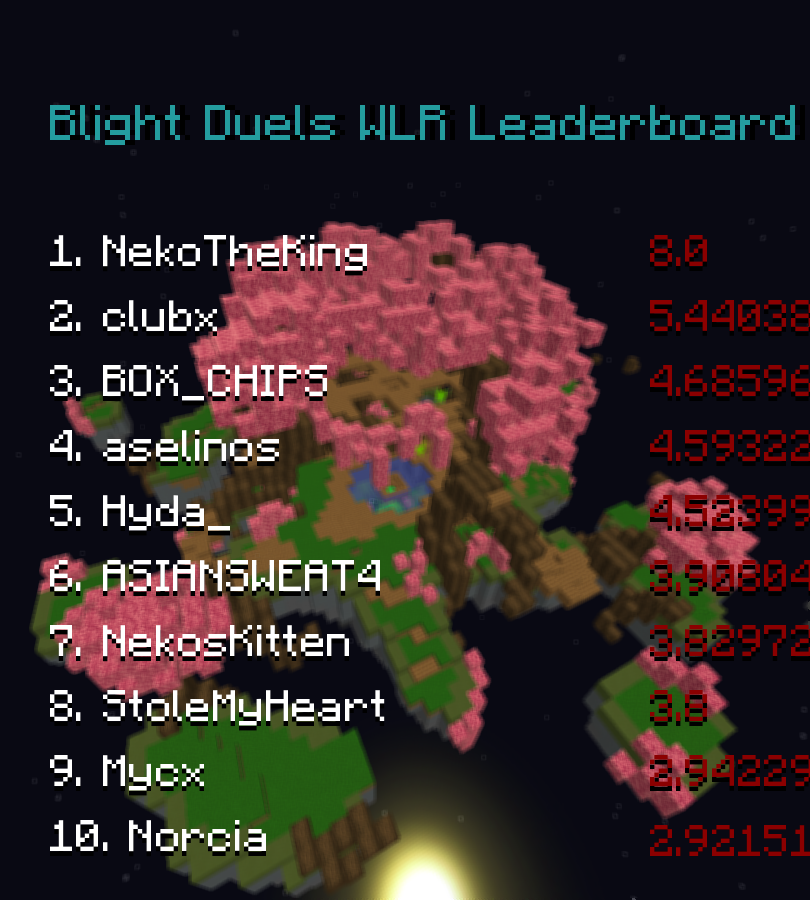 Blight Duels WLR Leaderboard
1. NekoTheKing 8.0
2. clubx 5.44038
3. BOX_CHIPS 4.68596
4. aselinos 4.59322
5. Hyda_ 4.52399
6. ASIANSWEAT4 3.90804
7. NekosKitten 3.82972
8. StoleMyHeart 3.8
9. Mycx 2.94229
10. Norcia 2.92151